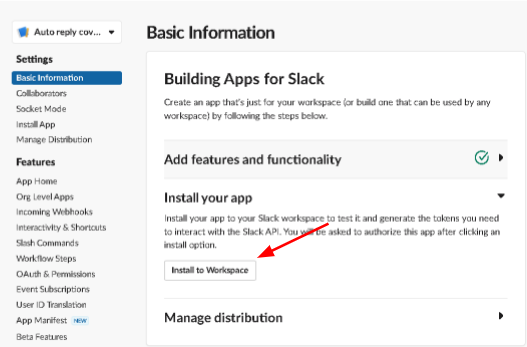 Auto reply cov...
Settings
Basic Information
Collaborators
Socket Mode
Install App
Manage Distribution
Features
App Home
Org Level Apps
Incoming Webhooks
Interactivity & Shortcuts
Slash Commands
Workflow Steps
OAuth & Permissions
Event Subscriptions
User ID Translation
App Manifest NEW
Beta Features
Basic Information
Building Apps for Slack
Create an app that's just for your workspace (or build one that can be used by any
workspace) by following the steps below.
Add features and functionality
Install your app
Install your app to your Slack workspace to test it and generate the tokens you need
to interact with the Slack API. You will be asked to authorize this app after clicking an
install option.
Install to Workspace
Manage distribution